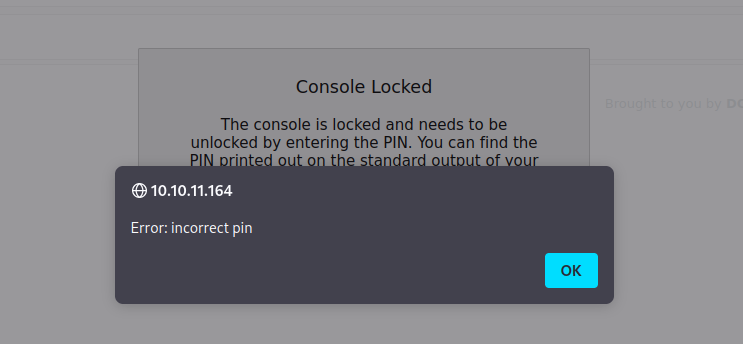 Console Locked
Brought to you by DO
The console is locked and needs to be
unlocked by entering the PIN. You can find the
PIN printed out on the standard output of your
10.10.11.164
Error: incorrect pin
OK